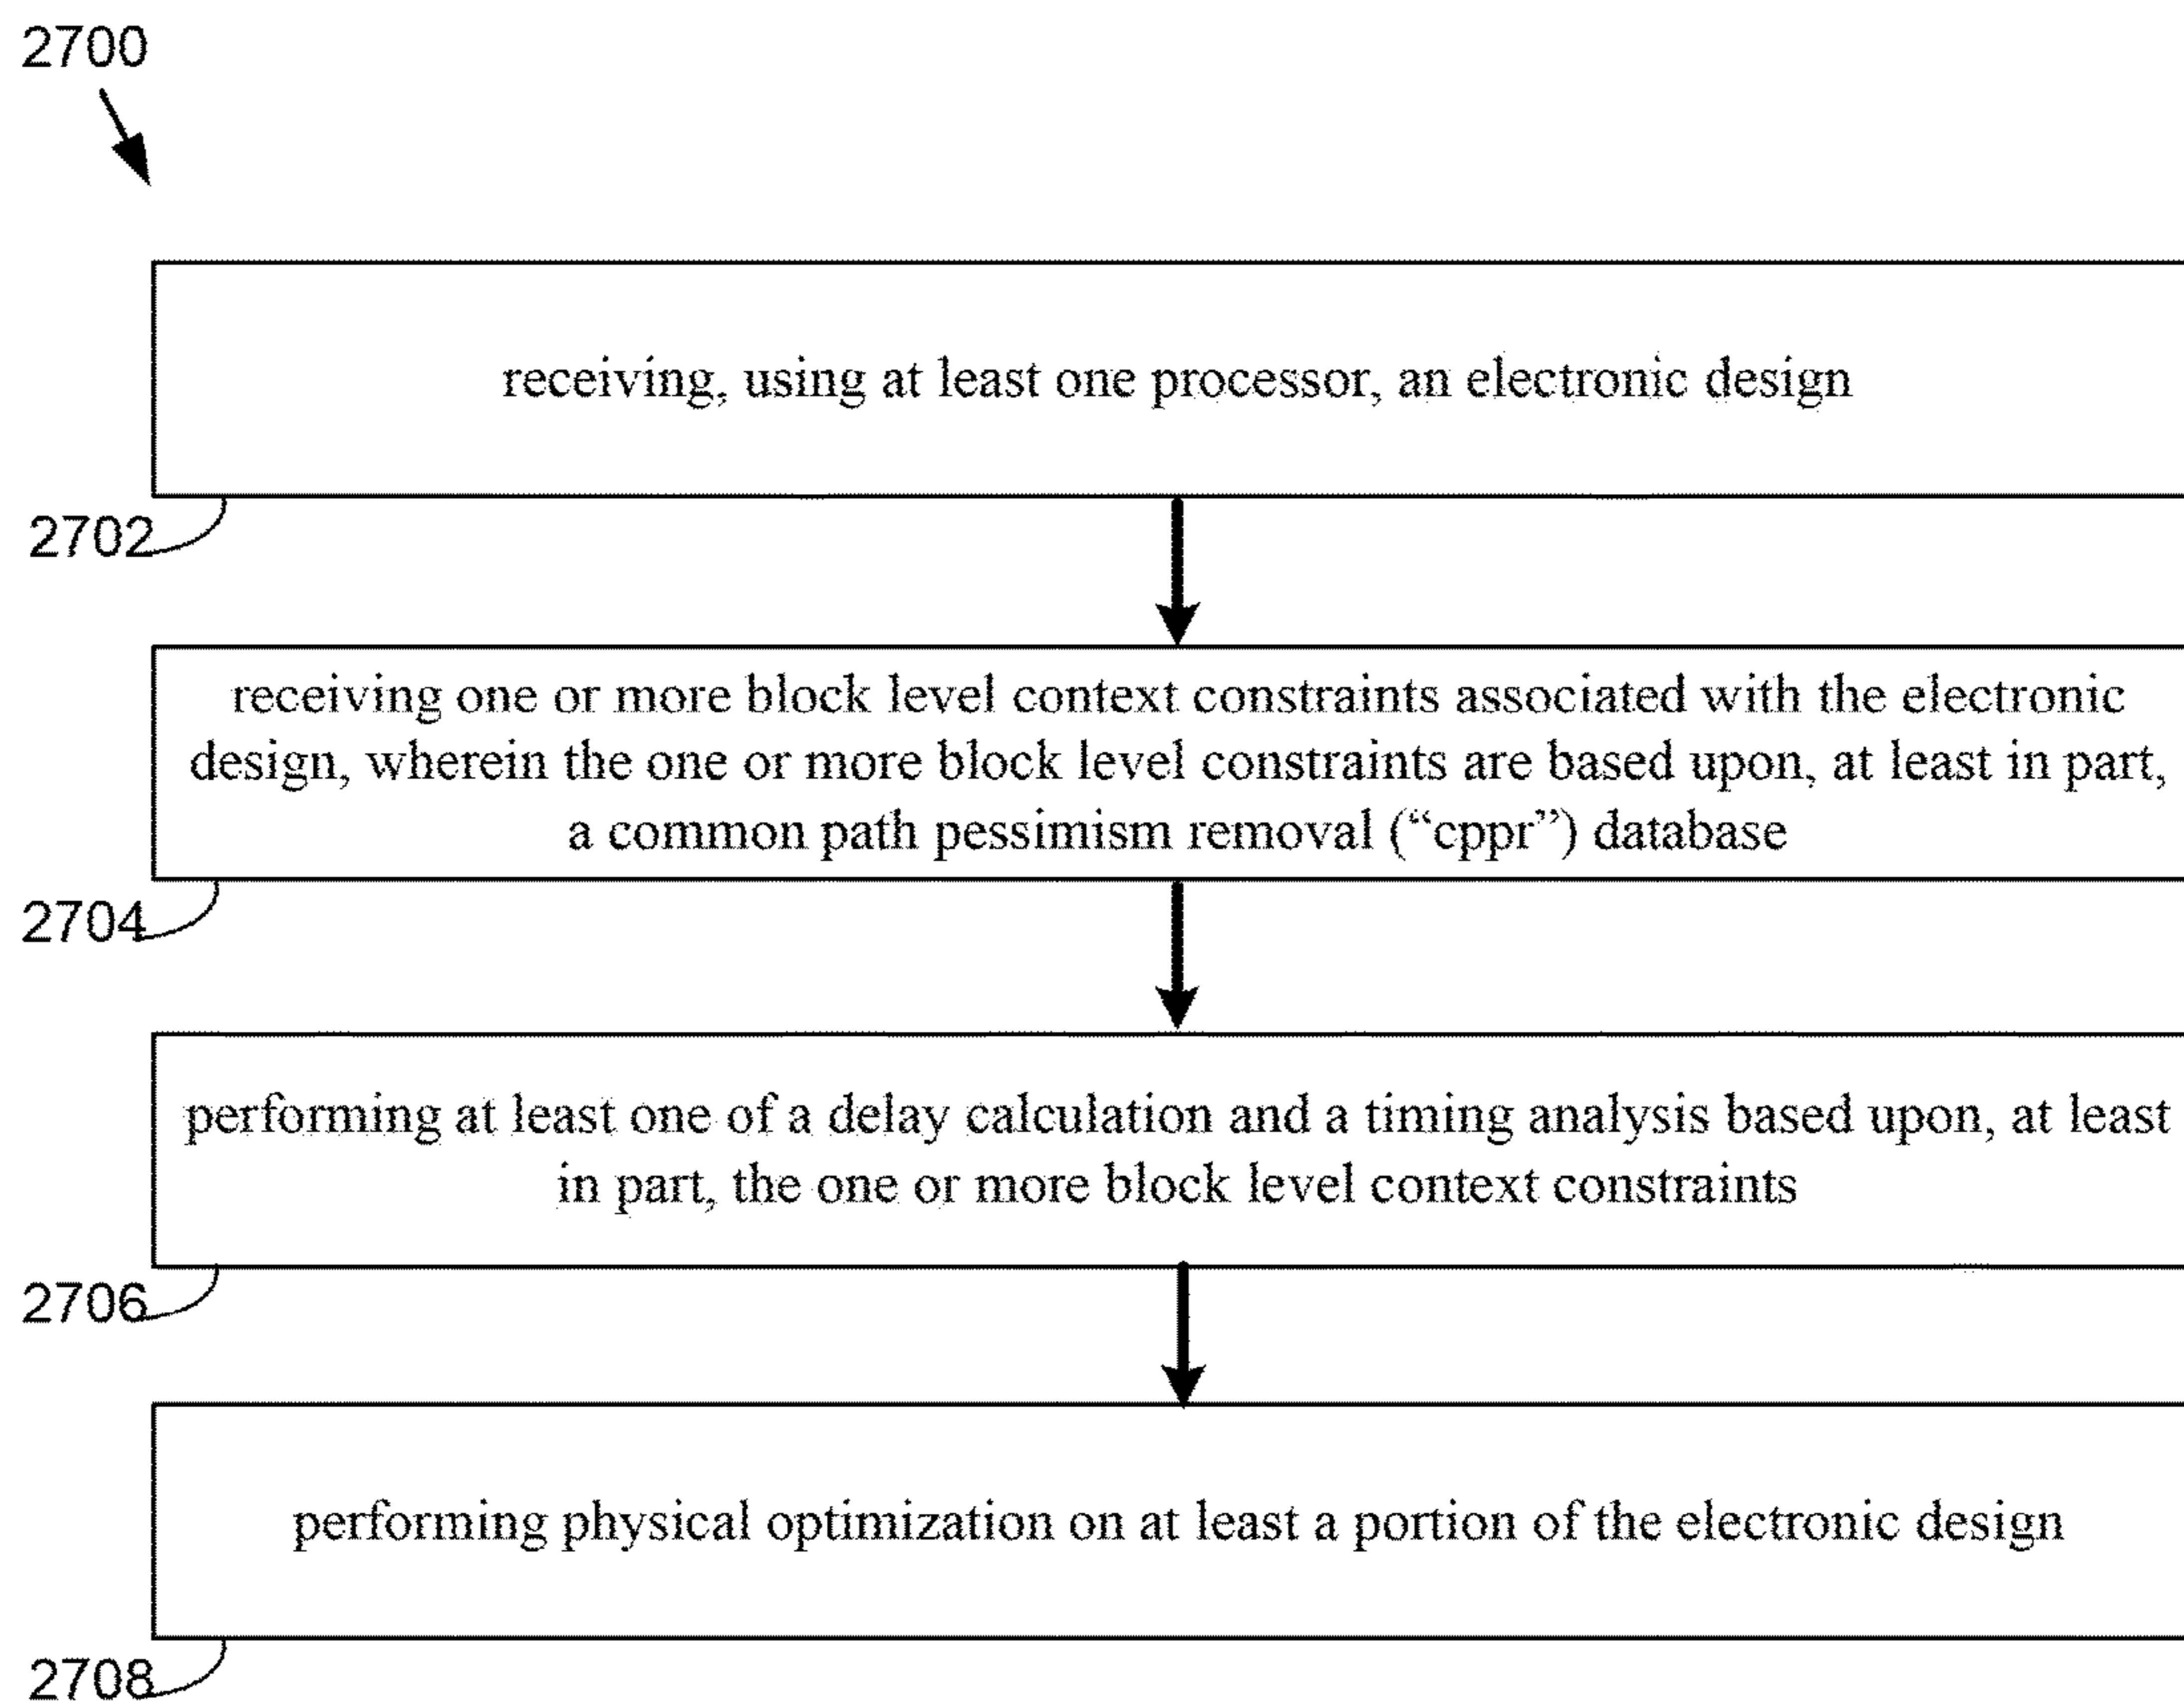 2700
receiving, using at least one processor, an electronic design
2702
receiving one or more block level context constraints associated with the electronic
design, wherein the one or more block level constraints are based upon, at least in part,
a common path pessimism removal (“cppr”) database
2704
performing at least one of a delay calculation and a timing analysis based upon, at least
in part, the one or more block level context constraints
2706
performing physical optimization on at least a portion of the electronic design
2708